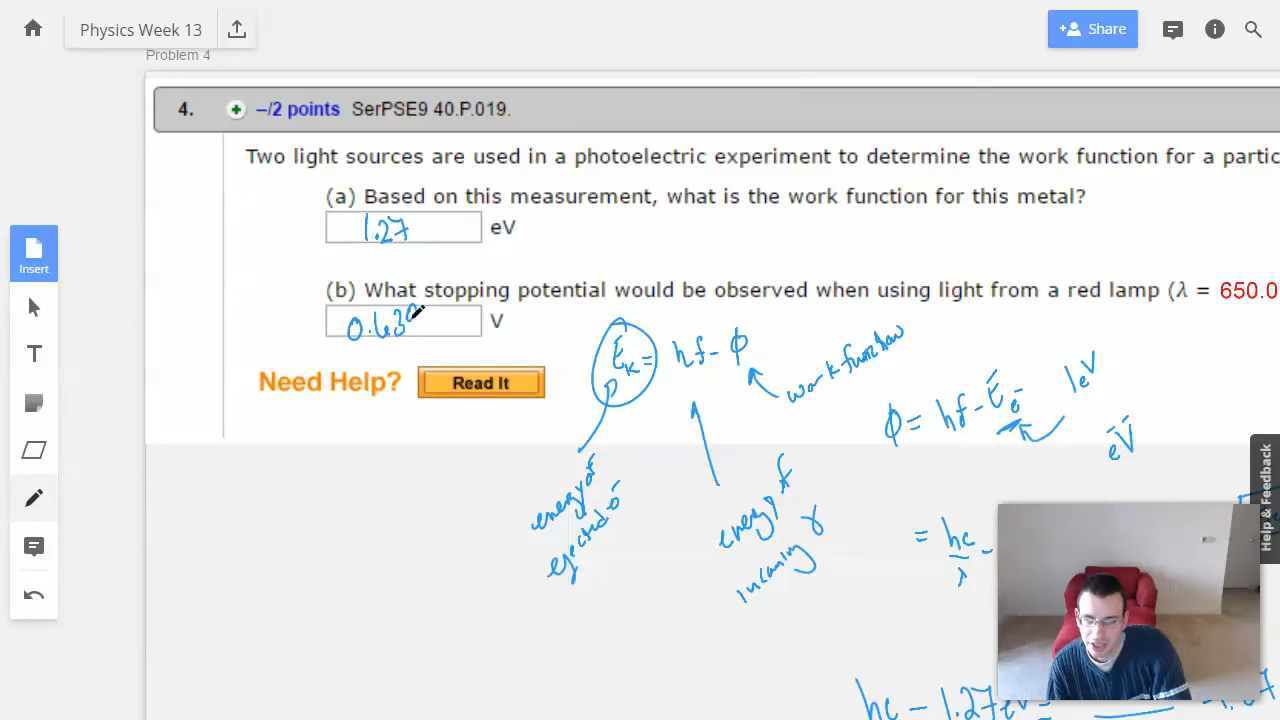 Physics Week 13
Share
Problem 4
4. –/2 points SerPSE9 40.P.019.
Two light sources are used in a photoelectric experiment to determine the work function for a partic
(a) Based on this measurement, what is the work function for this metal?
1.27 eV
(b) What stopping potential would be observed when using light from a red lamp (λ = 650.0
0.63 V
Need Help? Read It
Insert
T
E_K = hf - φ
work function
φ = hf - E_e⁻
1eV
eV
energy of
ejected e⁻
energy of
incoming γ
= hc/λ -
hc - 1.27eV =
Help & Feedback